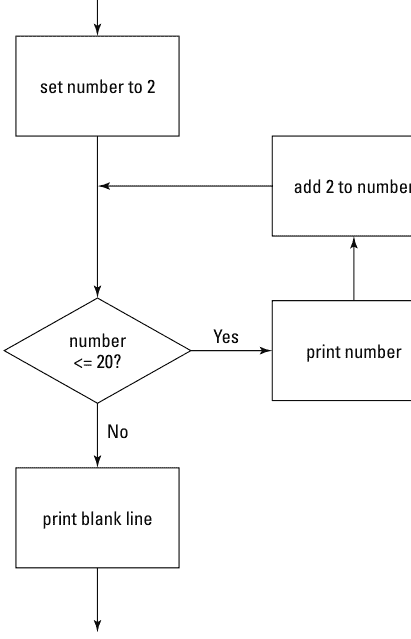 set number to 2
add 2 to number
number
<= 20?
Yes
print number
No
print blank line